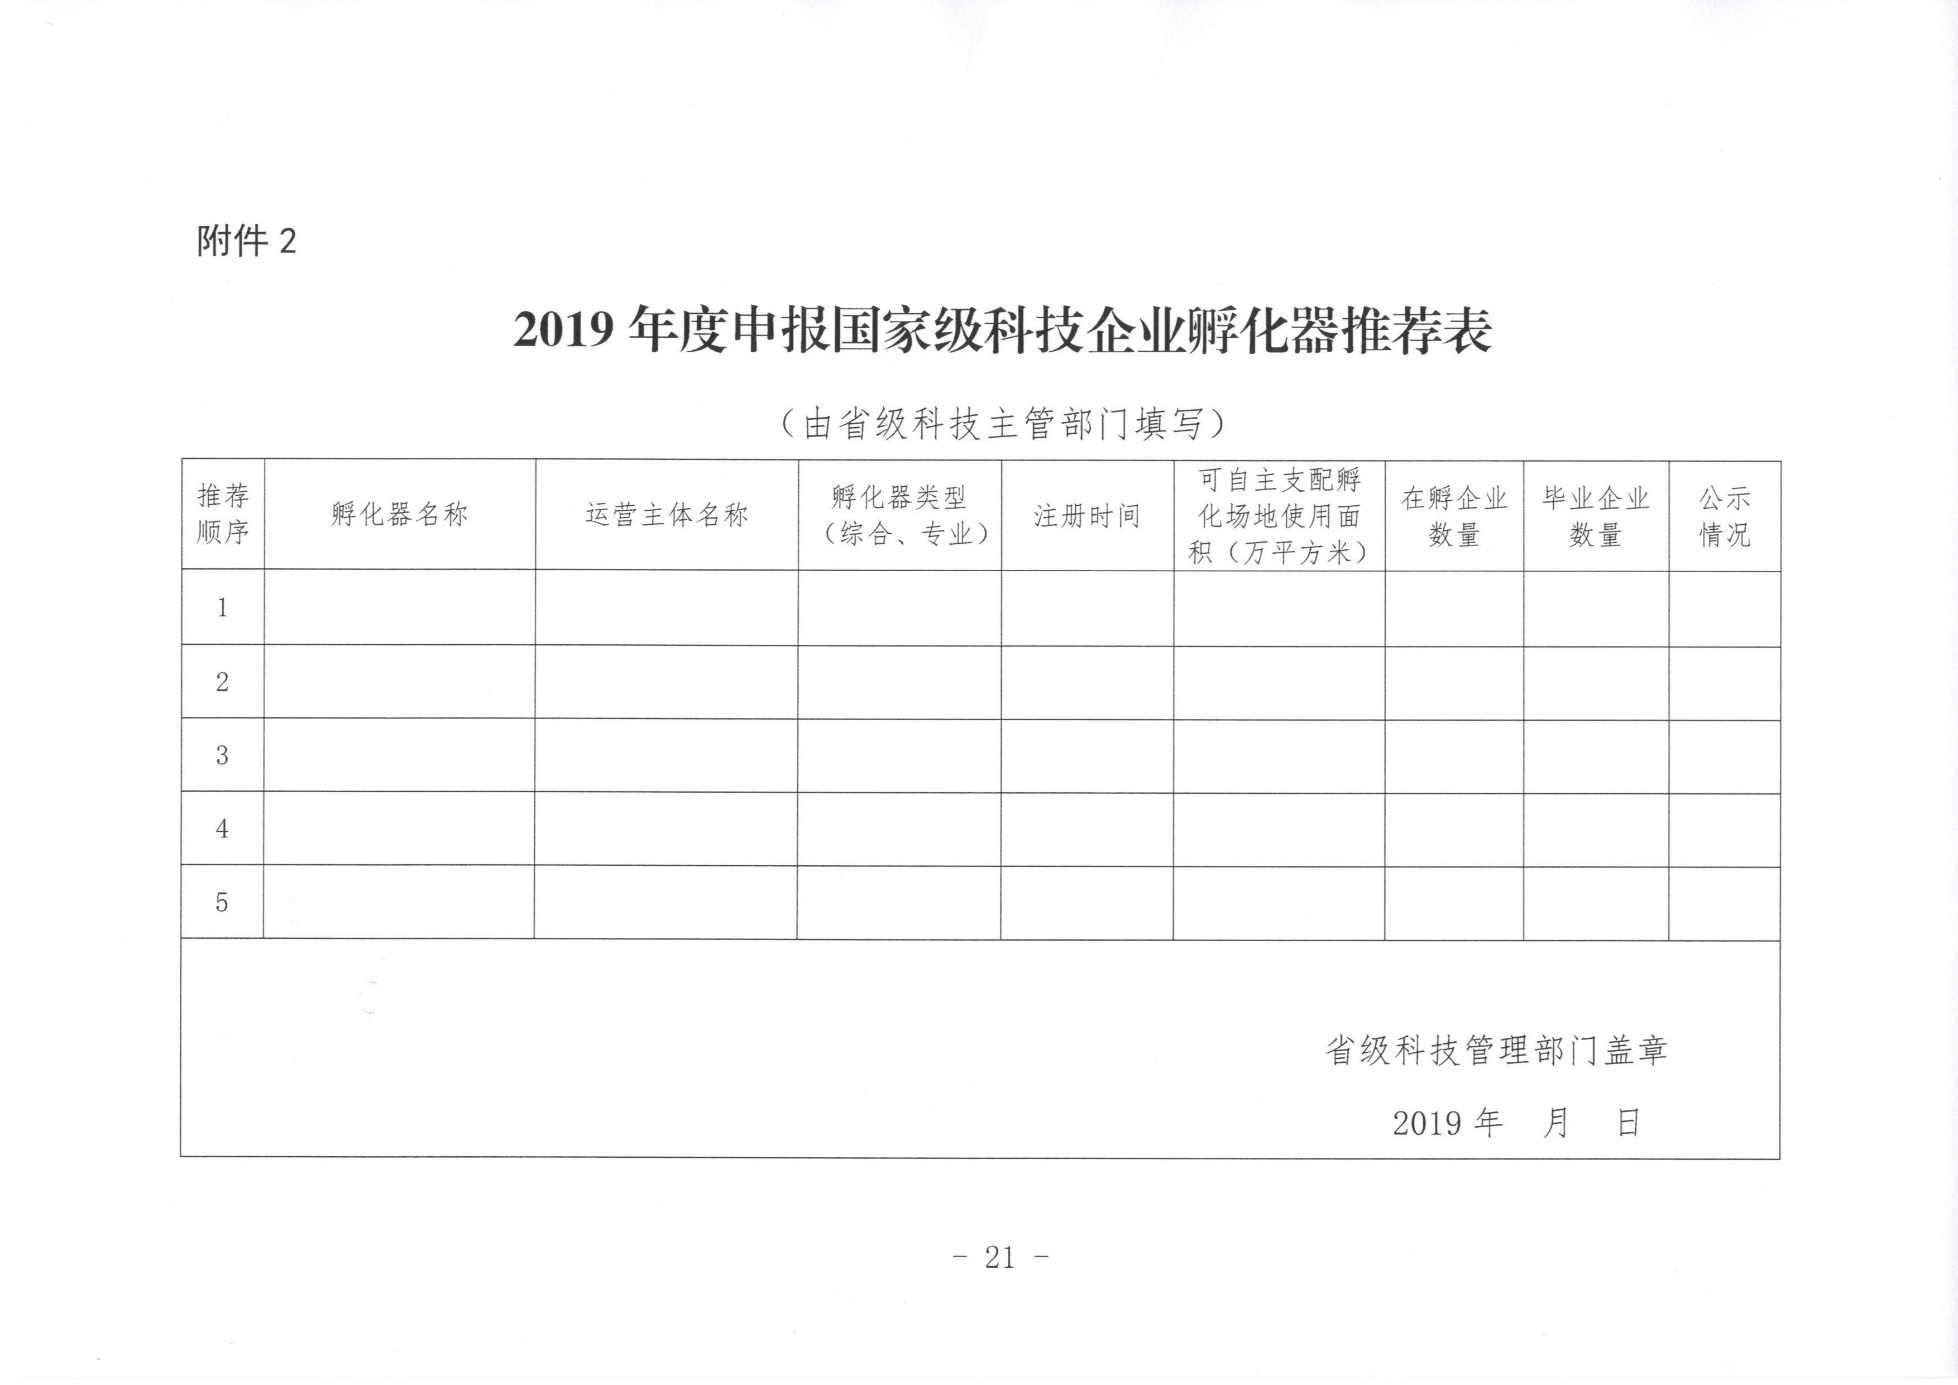 附件 2
2019 年度申报国家级科技企业孵化器推荐表
（由省级科技主管部门填写）
推荐
顺序
孵化器名称
运营主体名称
孵化器类型
（综合、专业）
注册时间
可自主支配孵
化场地使用面
积（万平方米）
在孵企业
数量
毕业企业
数量
公示
情况
1
2
3
4
5
省级科技管理部门盖章
2019 年 月 日
- 21 -